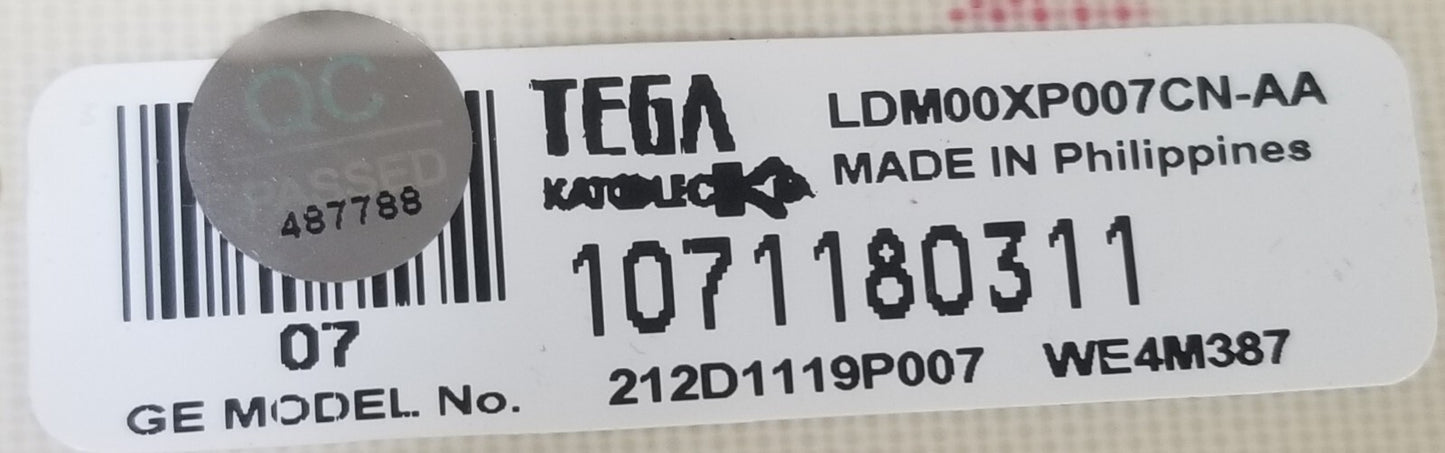 QC
PASSED
487788
07
TEGA
KATOLEC
LDM00XP007CN-AA
MADE IN Philippines
1071180311
GE MODEL. No.
212D1119P007 WE4M387